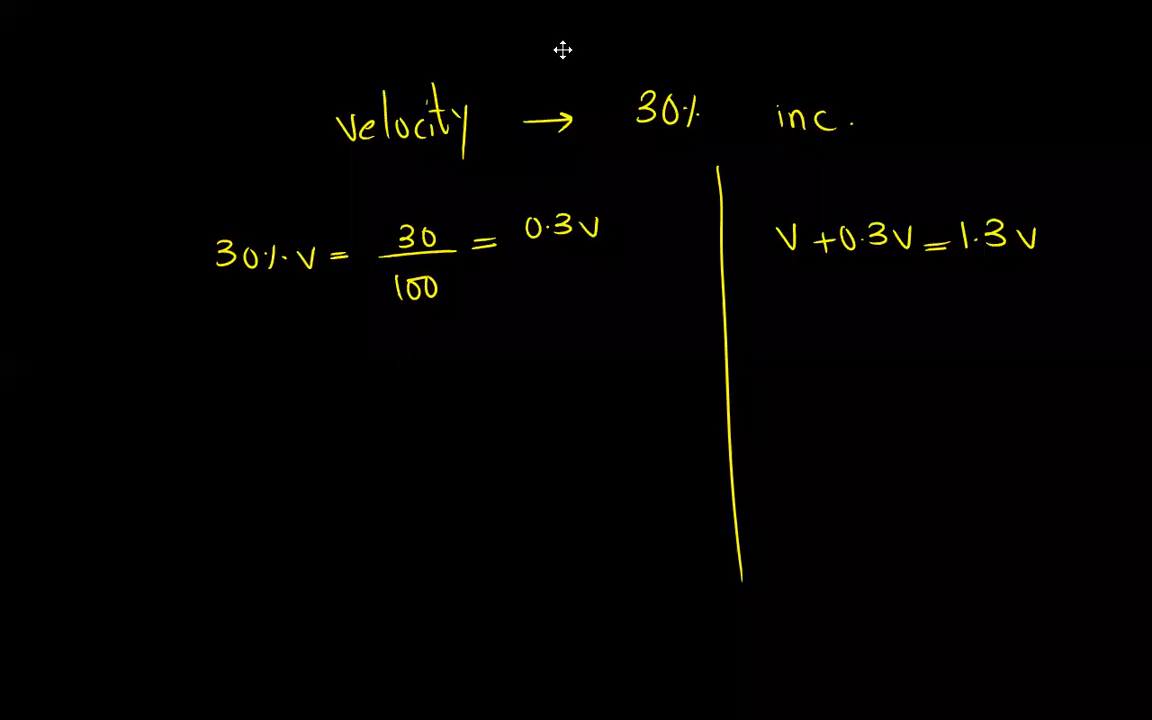 velocity → 30% inc.
30% v = 30/100 = 0.3v
v + 0.3v = 1.3v